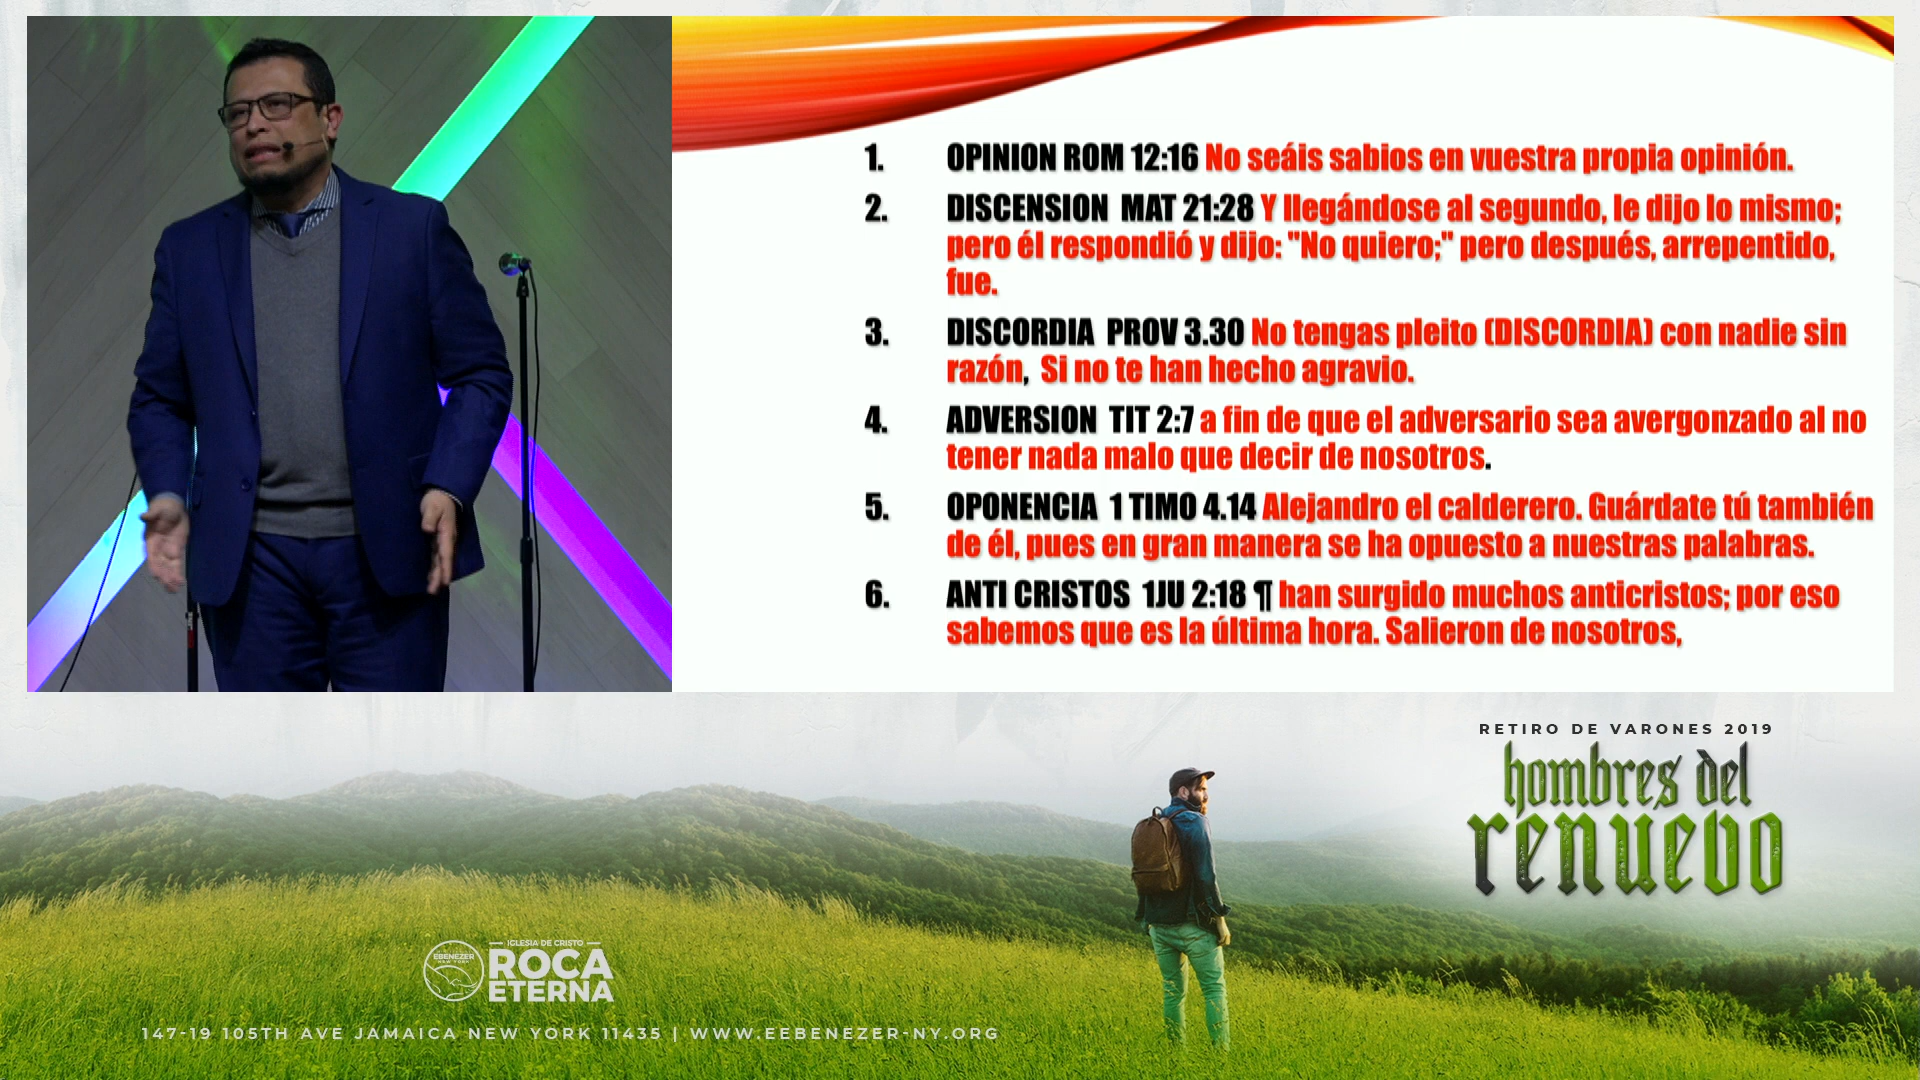 1. OPINION ROM 12:16 No seáis sabios en vuestra propia opinión.
2. DISCENSION MAT 21:28 Y llegándose al segundo, le dijo lo mismo;
pero él respondió y dijo: "No quiero;" pero después, arrepentido,
fue.
3. DISCORDIA PROV 3.30 No tengas pleito (DISCORDIA) con nadie sin
razón, Si no te han hecho agravio.
4. ADVERSION TIT 2:7 a fin de que el adversario sea avergonzado al no
tener nada malo que decir de nosotros.
5. OPONENCIA 1 TIMO 4.14 Alejandro el calderero. Guárdate tú también
de él, pues en gran manera se ha opuesto a nuestras palabras.
6. ANTI CRISTOS 1JU 2:18 ¶ han surgido muchos anticristos; por eso
sabemos que es la última hora. Salieron de nosotros,
RETIRO DE VARONES 2019
hombres del
renuevo
IGLESIA DE CRISTO
EBENEZER
NEW YORK
ROCA
ETERNA
147-19 105TH AVE JAMAICA NEW YORK 11435 | WWW.EEBENEZER-NY.ORG